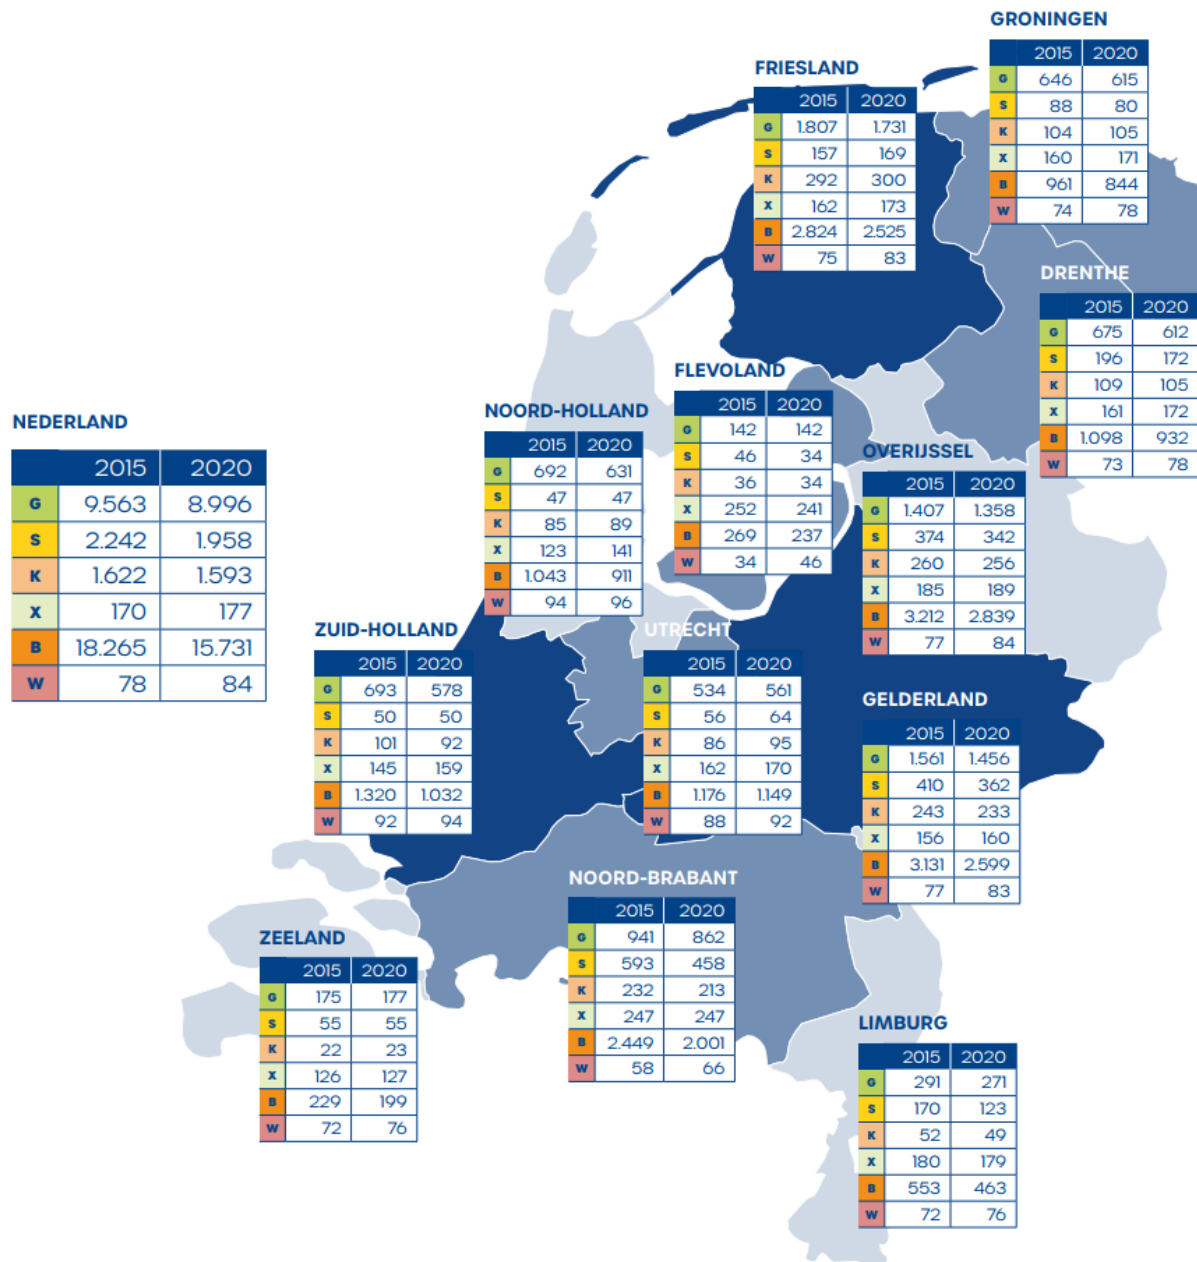 GRONINGEN
2015 2020
G 646 615
S 88 80
K 104 105
X 160 171
B 961 844
W 74 78
FRIESLAND
2015 2020
G 1.807 1.731
S 157 169
K 292 300
X 162 173
B 2.824 2.525
W 75 83
DRENTHE
2015 2020
G 675 612
S 196 172
K 109 105
X 161 172
B 1.098 932
W 73 78
FLEVOLAND
2015 2020
G 142 142
S 46 34
K 36 34
X 252 241
B 269 237
W 34 46
NOORD-HOLLAND
2015 2020
G 692 631
S 47 47
K 85 89
X 123 141
B 1.043 911
W 94 96
NEDERLAND
2015 2020
G 9.563 8.996
S 2.242 1.958
K 1.622 1.593
X 170 177
B 18.265 15.731
W 78 84
OVERIJSSEL
2015 2020
G 1.407 1.358
S 374 342
K 260 256
X 185 189
B 3.212 2.839
W 77 84
ZUID-HOLLAND
2015 2020
G 693 578
S 50 50
K 101 92
X 145 159
B 1.320 1.032
W 92 94
UTRECHT
2015 2020
G 534 561
S 56 64
K 86 95
X 162 170
B 1.176 1.149
W 88 92
GELDERLAND
2015 2020
G 1.561 1.456
S 410 362
K 243 233
X 156 160
B 3.131 2.599
W 77 83
NOORD-BRABANT
2015 2020
G 941 862
S 593 458
K 232 213
X 247 247
B 2.449 2.001
W 58 66
ZEELAND
2015 2020
G 175 177
S 55 55
K 22 23
X 126 127
B 229 199
W 72 76
LIMBURG
2015 2020
G 291 271
S 170 123
K 52 49
X 180 179
B 553 463
W 72 76